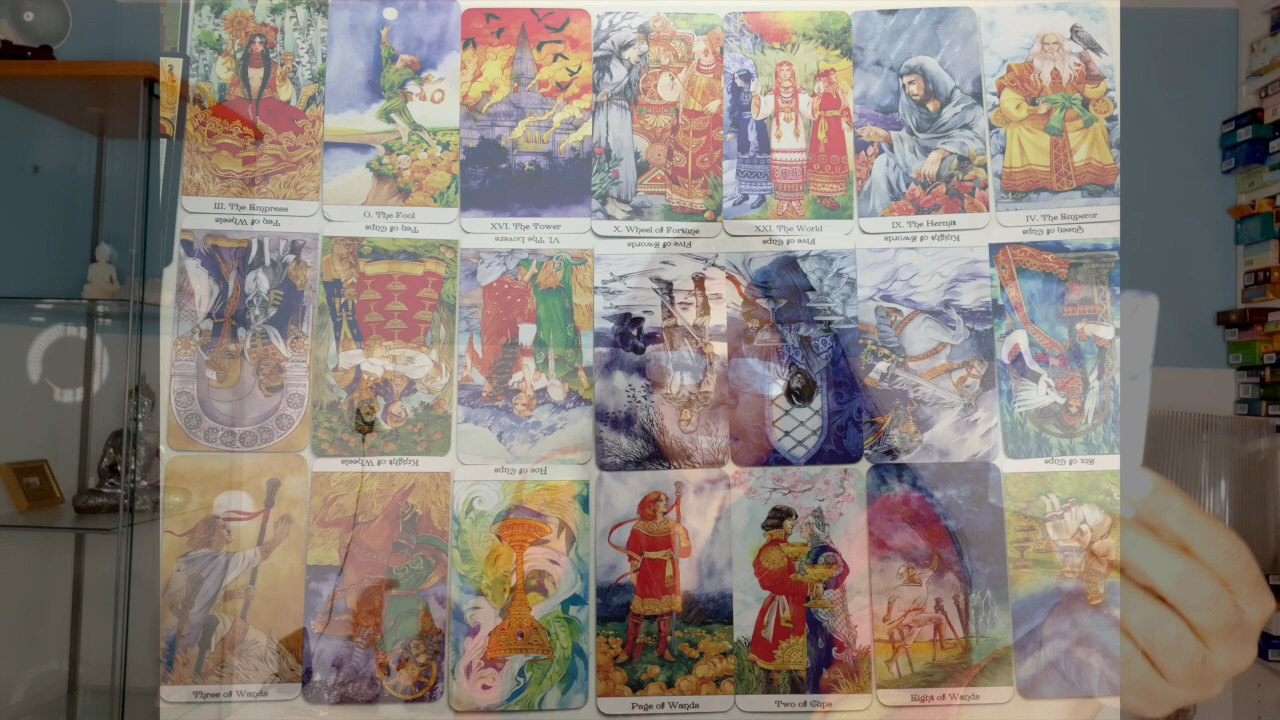 III. The Empress
O. The Fool
XVI. The Tower
X. Wheel of Fortune
XXI. The World
IX. The Hermit
IV. The Emperor
Ten of Wheels
Ten of Cups
VI. The Lovers
Five of Swords
Five of Cups
Knight of Swords
Queen of Cups
Knight of Wheels
Ace of Cups
Six of Cups
Three of Wands
Page of Wands
Two of Cups
Eight of Wands